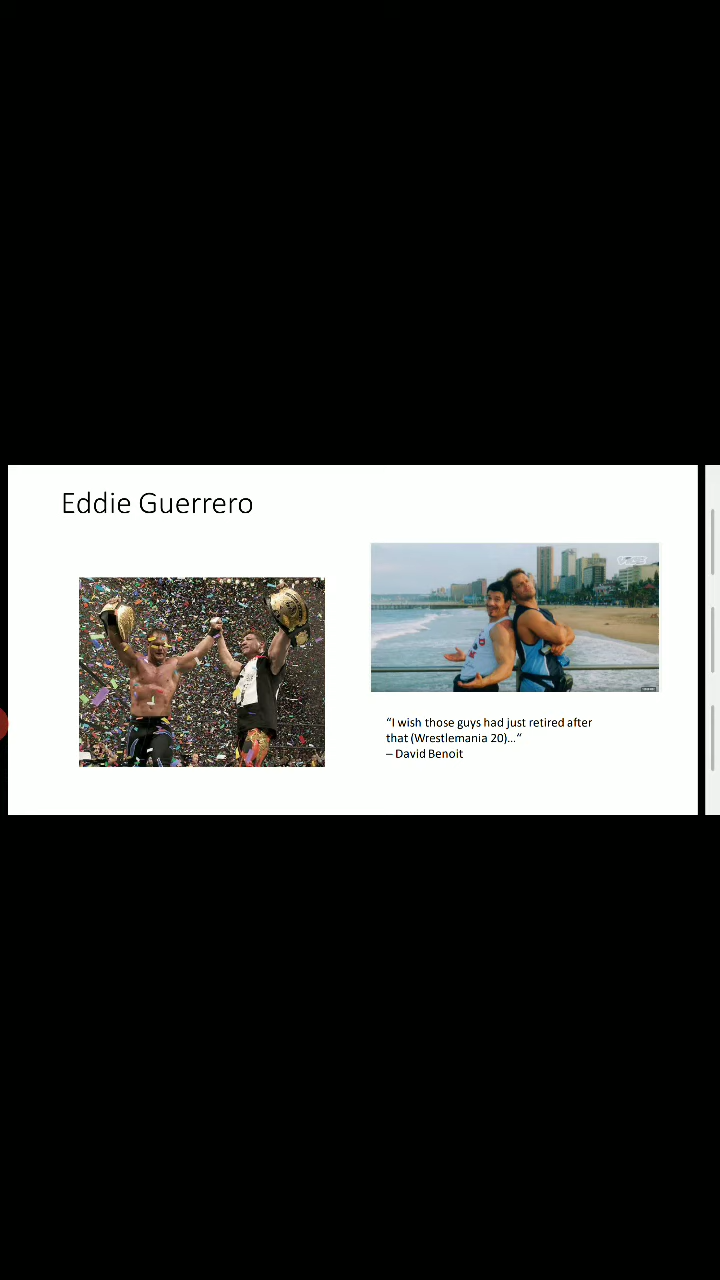 Eddie Guerrero
“I wish those guys had just retired after
that (Wrestlemania 20)...“
– David Benoit